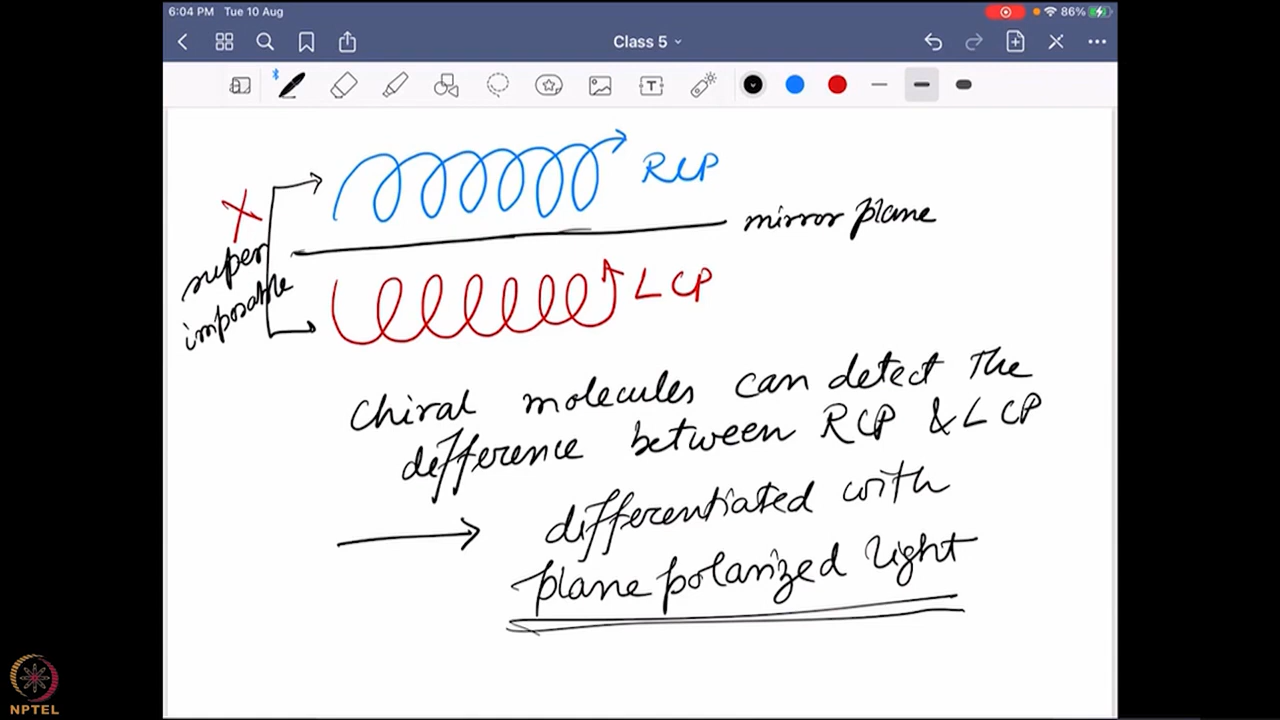 6:04 PM Tue 10 Aug
86%
Class 5
T
RCP
mirror plane
X
super
imposable
LCP
Chiral molecules can detect the
difference between RCP & LCP
differentiated with
plane polarized light
NPTEL